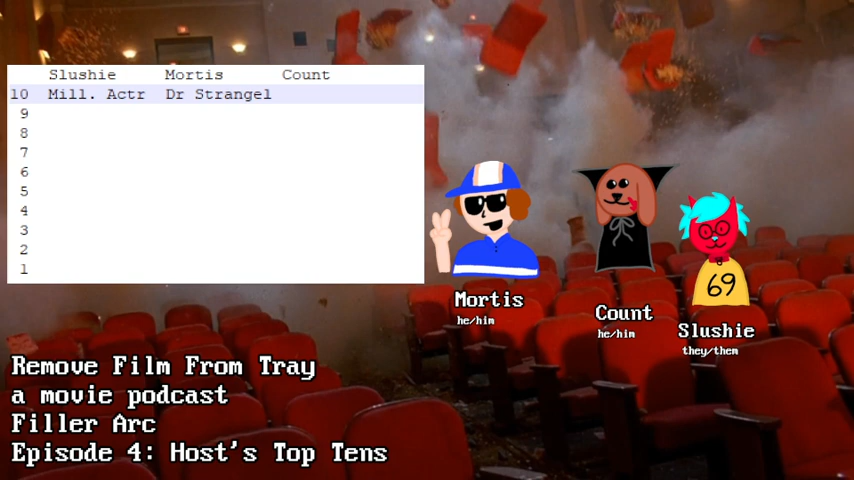 Slushie Mortis Count
10 Mill. Actr Dr Strangel
9
8
7
6
5
4
3
2
1
Mortis
he/him
Count
he/him
69
Slushie
they/them
Remove Film From Tray
a movie podcast
Filler Arc
Episode 4: Host's Top Tens